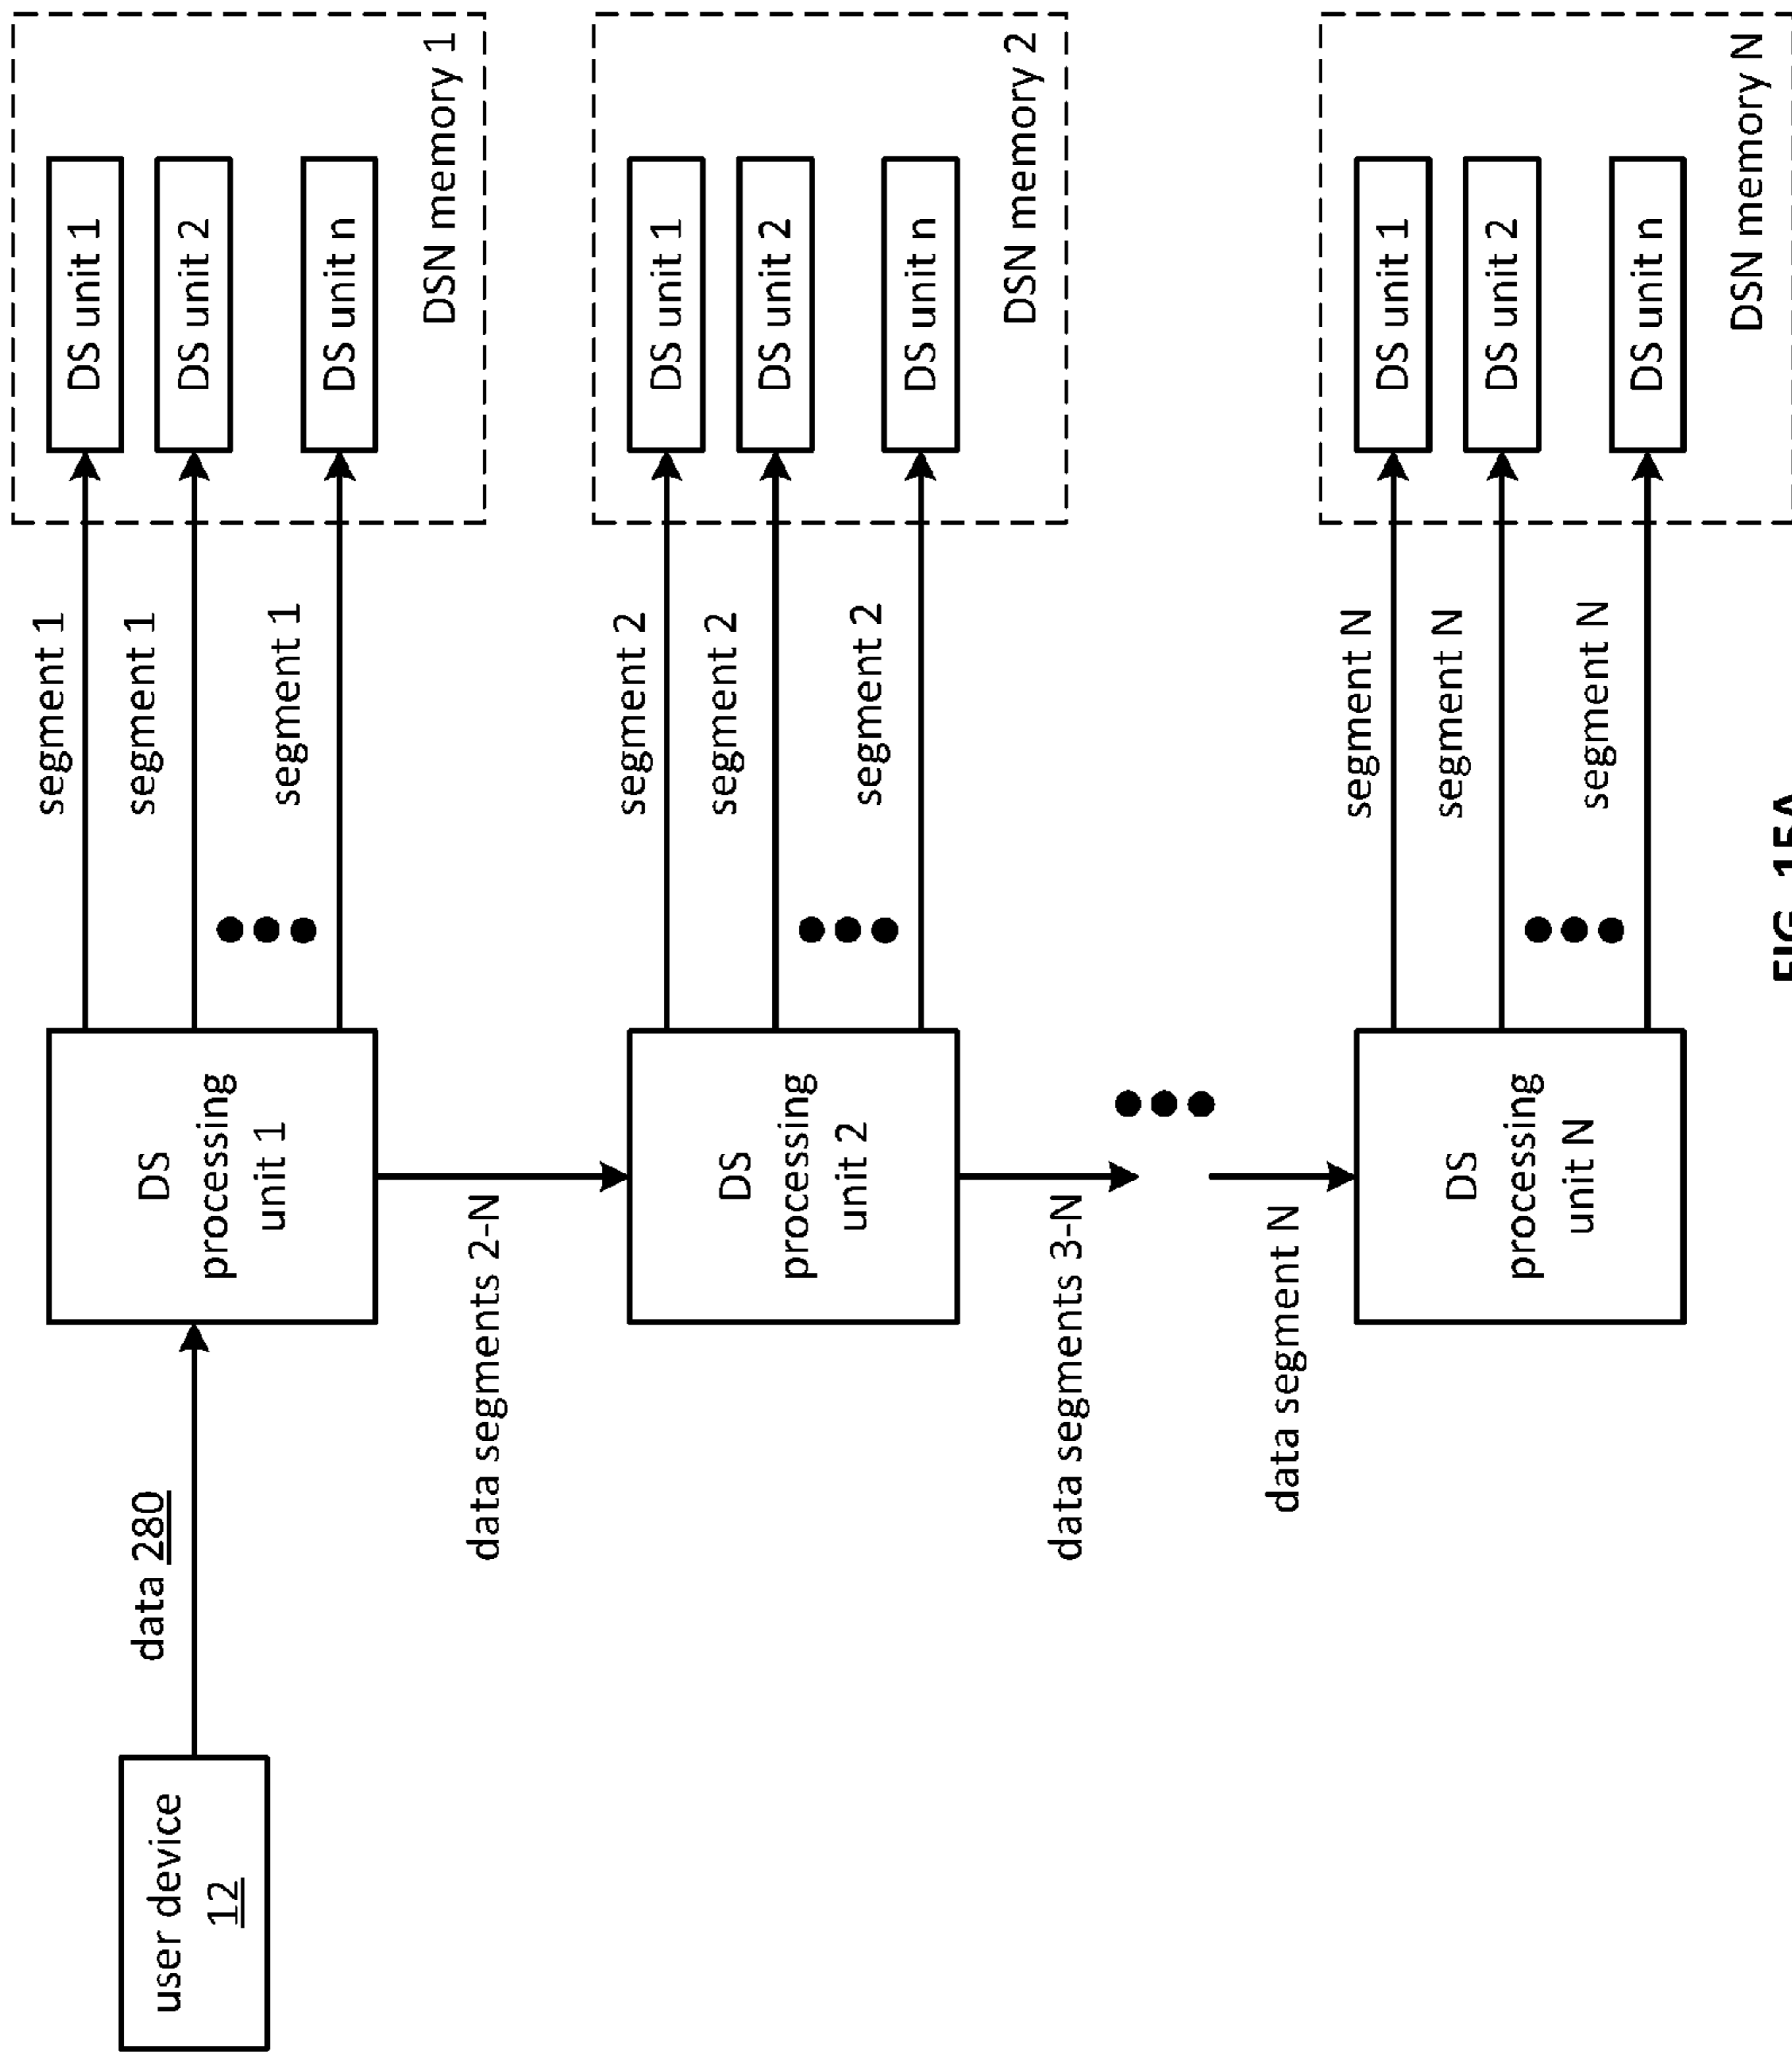 user device
12
data 280
DS
processing
unit 1
segment 1
segment 1
segment 1
DS unit 1
DS unit 2
DS unit n
DSN memory 1
data segments 2-N
DS
processing
unit 2
segment 2
segment 2
segment 2
DS unit 1
DS unit 2
DS unit n
DSN memory 2
data segments 3-N
data segment N
DS
processing
unit N
segment N
segment N
segment N
DS unit 1
DS unit 2
DS unit n
DSN memory N
FIG. 15A